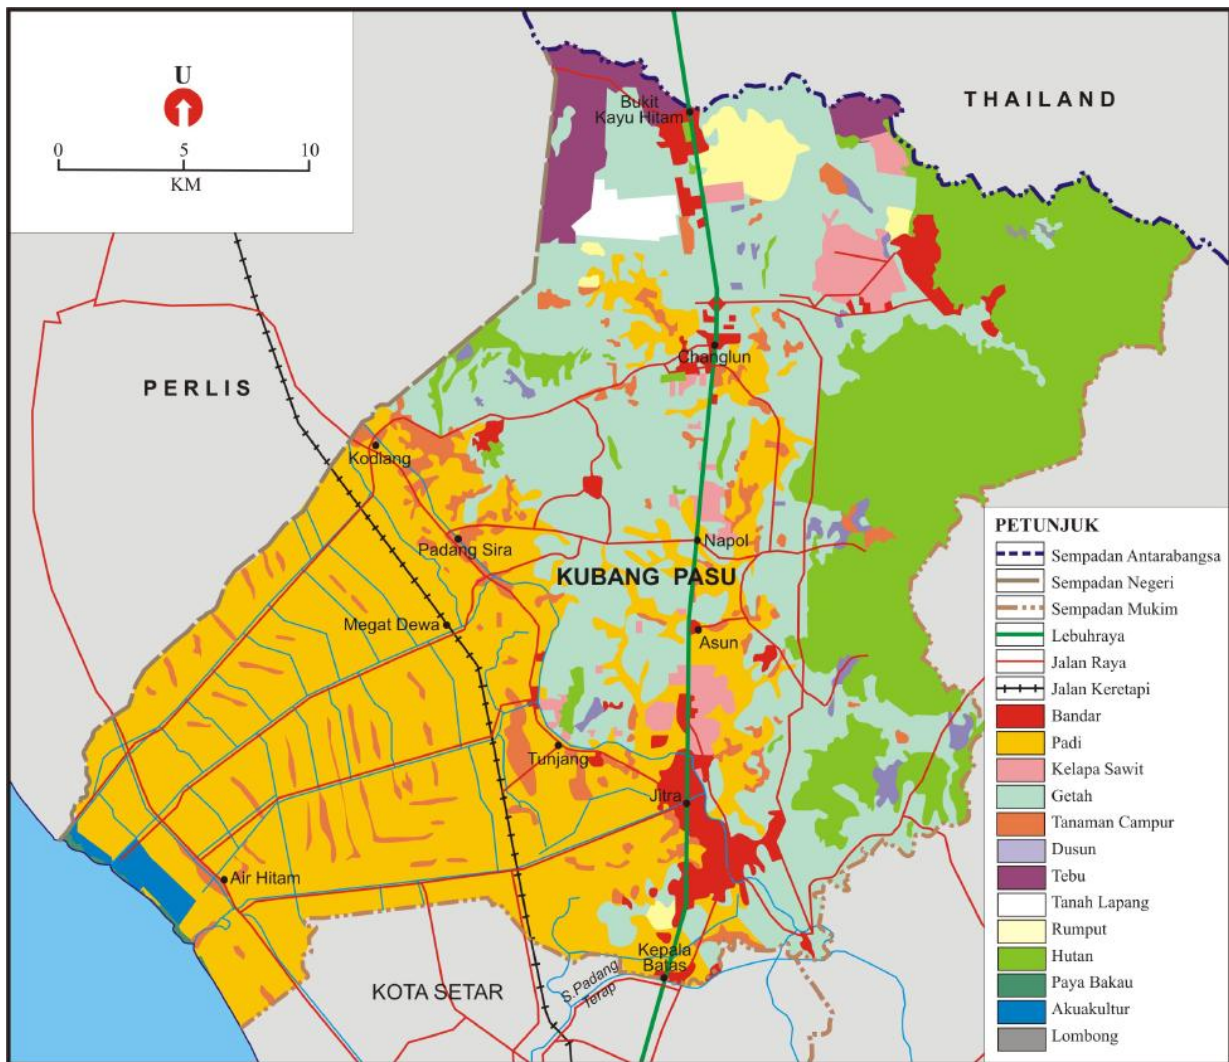 U
0 5 10
KM
THAILAND
Bukit
Kayu Hitam
Changlun
PERLIS
Kodiang
Padang Sira
Napol
KUBANG PASU
Megat Dewa
Asun
Tunjang
Jitra
Air Hitam
Kepala
Batas
S.Padang
Terap
KOTA SETAR
PETUNJUK
Sempadan Antarabangsa
Sempadan Negeri
Sempadan Mukim
Lebuhraya
Jalan Raya
Jalan Keretapi
Bandar
Padi
Kelapa Sawit
Getah
Tanaman Campur
Dusun
Tebu
Tanah Lapang
Rumput
Hutan
Paya Bakau
Akuakultur
Lombong